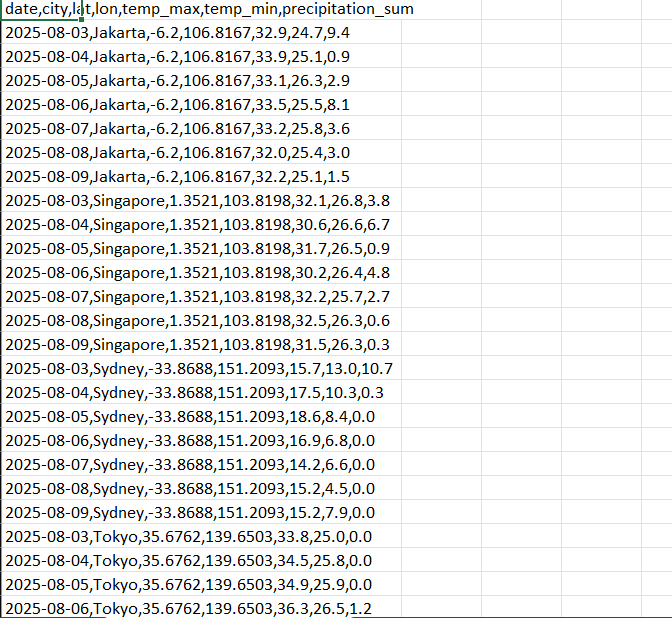 date,city,lat,lon,temp_max,temp_min,precipitation_sum
2025-08-03,Jakarta,-6.2,106.8167,32.9,24.7,9.4
2025-08-04,Jakarta,-6.2,106.8167,33.9,25.1,0.9
2025-08-05,Jakarta,-6.2,106.8167,33.1,26.3,2.9
2025-08-06,Jakarta,-6.2,106.8167,33.5,25.5,8.1
2025-08-07,Jakarta,-6.2,106.8167,33.2,25.8,3.6
2025-08-08,Jakarta,-6.2,106.8167,32.0,25.4,3.0
2025-08-09,Jakarta,-6.2,106.8167,32.2,25.1,1.5
2025-08-03,Singapore,1.3521,103.8198,32.1,26.8,3.8
2025-08-04,Singapore,1.3521,103.8198,30.6,26.6,6.7
2025-08-05,Singapore,1.3521,103.8198,31.7,26.5,0.9
2025-08-06,Singapore,1.3521,103.8198,30.2,26.4,4.8
2025-08-07,Singapore,1.3521,103.8198,32.2,25.7,2.7
2025-08-08,Singapore,1.3521,103.8198,32.5,26.3,0.6
2025-08-09,Singapore,1.3521,103.8198,31.5,26.3,0.3
2025-08-03,Sydney,-33.8688,151.2093,15.7,13.0,10.7
2025-08-04,Sydney,-33.8688,151.2093,17.5,10.3,0.3
2025-08-05,Sydney,-33.8688,151.2093,18.6,8.4,0.0
2025-08-06,Sydney,-33.8688,151.2093,16.9,6.8,0.0
2025-08-07,Sydney,-33.8688,151.2093,14.2,6.6,0.0
2025-08-08,Sydney,-33.8688,151.2093,15.2,4.5,0.0
2025-08-09,Sydney,-33.8688,151.2093,15.2,7.9,0.0
2025-08-03,Tokyo,35.6762,139.6503,33.8,25.0,0.0
2025-08-04,Tokyo,35.6762,139.6503,34.5,25.8,0.0
2025-08-05,Tokyo,35.6762,139.6503,34.9,25.9,0.0
2025-08-06,Tokyo,35.6762,139.6503,36.3,26.5,1.2